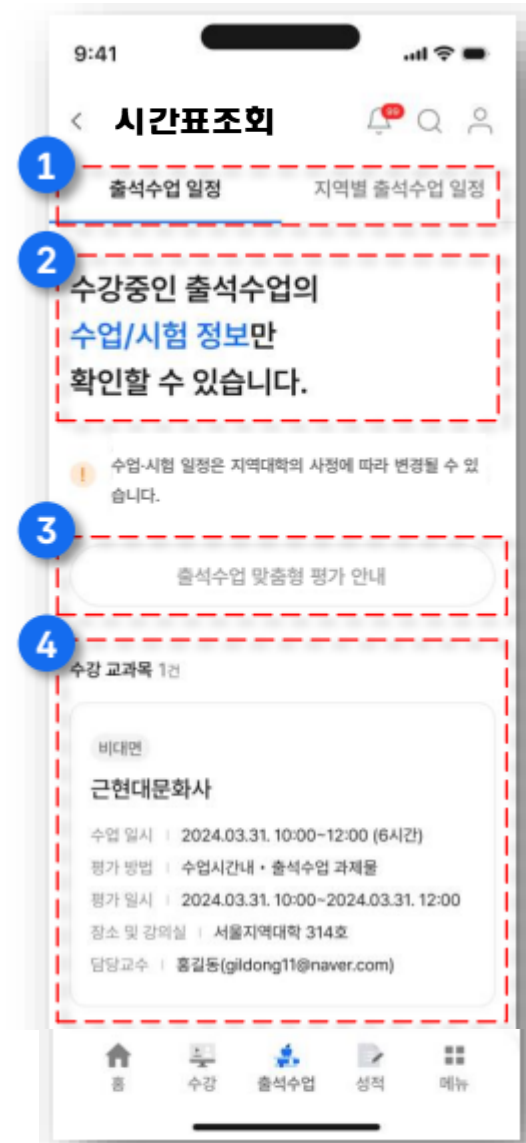 9:41
시간표조회
99
1
출석수업 일정 지역별 출석수업 일정
2
수강중인 출석수업의
수업/시험 정보만
확인할 수 있습니다.
! 수업·시험 일정은 지역대학의 사정에 따라 변경될 수 있
습니다.
3
출석수업 맞춤형 평가 안내
4
수강 교과목 1건
비대면
근현대문화사
수업 일시 | 2024.03.31. 10:00~12:00 (6시간)
평가 방법 | 수업시간내 · 출석수업 과제물
평가 일시 | 2024.03.31. 10:00~2024.03.31. 12:00
장소 및 강의실 | 서울지역대학 314호
담당교수 | 홍길동(gildong11@naver.com)
홈 수강 출석수업 성적 메뉴